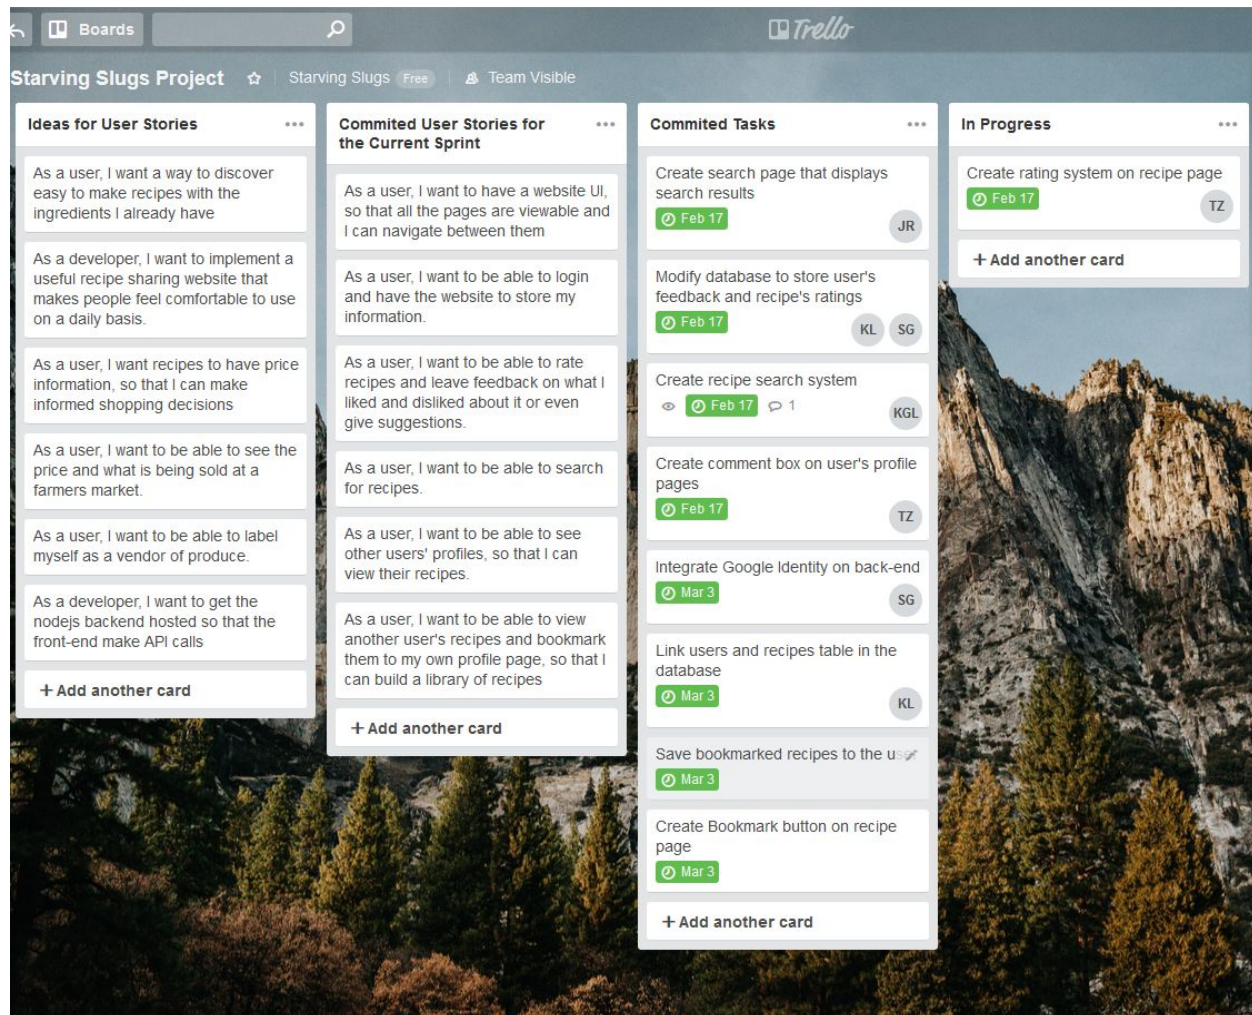 Boards
Trello
Starving Slugs Project
Starving Slugs Free
Team Visible
Ideas for User Stories
As a user, I want a way to discover
easy to make recipes with the
ingredients I already have
As a developer, I want to implement a
useful recipe sharing website that
makes people feel comfortable to use
on a daily basis.
As a user, I want recipes to have price
information, so that I can make
informed shopping decisions
As a user, I want to be able to see the
price and what is being sold at a
farmers market.
As a user, I want to be able to label
myself as a vendor of produce.
As a developer, I want to get the
nodejs backend hosted so that the
front-end make API calls
+ Add another card
Commited User Stories for
the Current Sprint
As a user, I want to have a website UI,
so that all the pages are viewable and
I can navigate between them
As a user, I want to be able to login
and have the website to store my
information.
As a user, I want to be able to rate
recipes and leave feedback on what I
liked and disliked about it or even
give suggestions.
As a user, I want to be able to search
for recipes.
As a user, I want to be able to see
other users' profiles, so that I can
view their recipes.
As a user, I want to be able to view
another user's recipes and bookmark
them to my own profile page, so that I
can build a library of recipes
+ Add another card
Commited Tasks
Create search page that displays
search results
Feb 17
JR
Modify database to store user's
feedback and recipe's ratings
Feb 17
KL SG
Create recipe search system
Feb 17 1
KGL
Create comment box on user's profile
pages
Feb 17
TZ
Integrate Google Identity on back-end
Mar 3
SG
Link users and recipes table in the
database
Mar 3
KL
Save bookmarked recipes to the user
Mar 3
Create Bookmark button on recipe
page
Mar 3
+ Add another card
In Progress
Create rating system on recipe page
Feb 17
TZ
+ Add another card